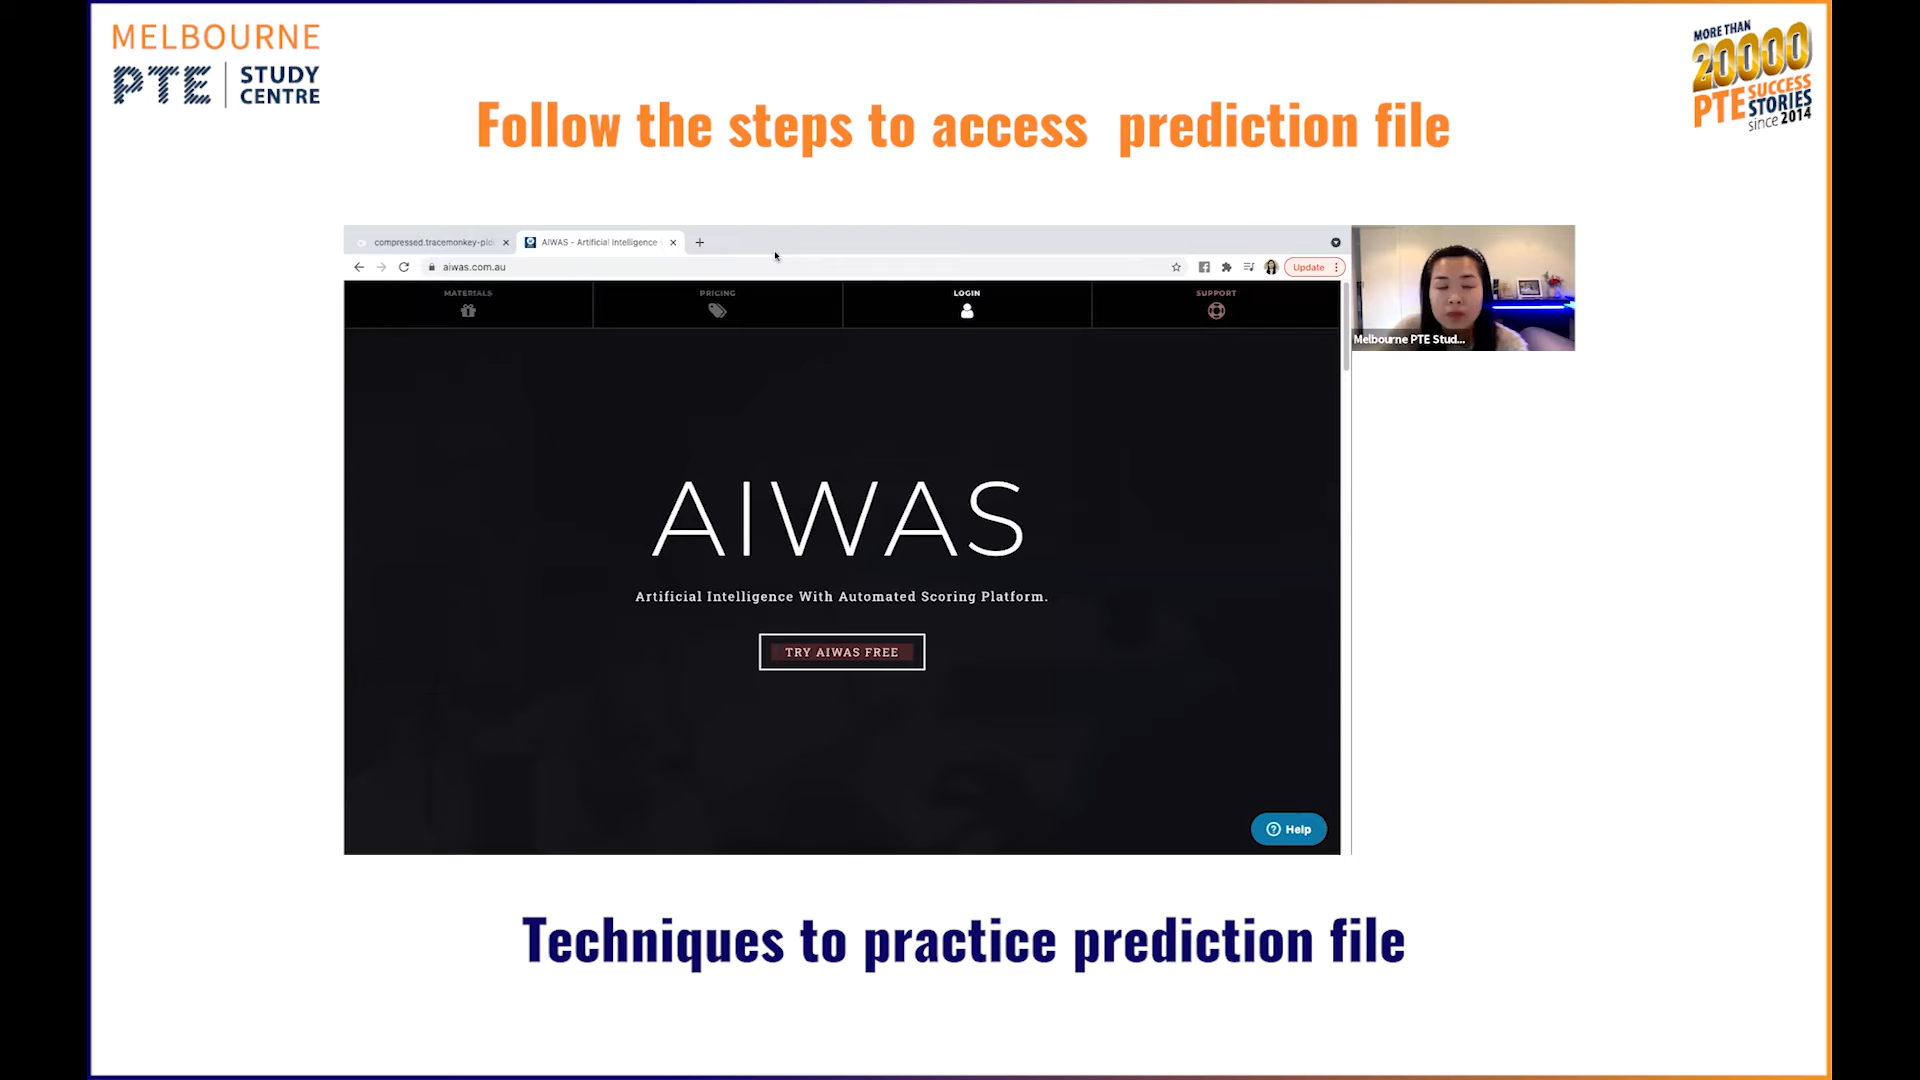 MELBOURNE
PTE STUDY CENTRE
MORE THAN
20000
PTE SUCCESS STORIES
since 2014
Follow the steps to access prediction file
compressed.tracemonkey-pldi
AIWAS - Artificial Intelligence
aiwas.com.au
Update
MATERIALS
PRICING
LOGIN
SUPPORT
Melbourne PTE Stud...
AIWAS
Artificial Intelligence With Automated Scoring Platform.
TRY AIWAS FREE
Help
Techniques to practice prediction file